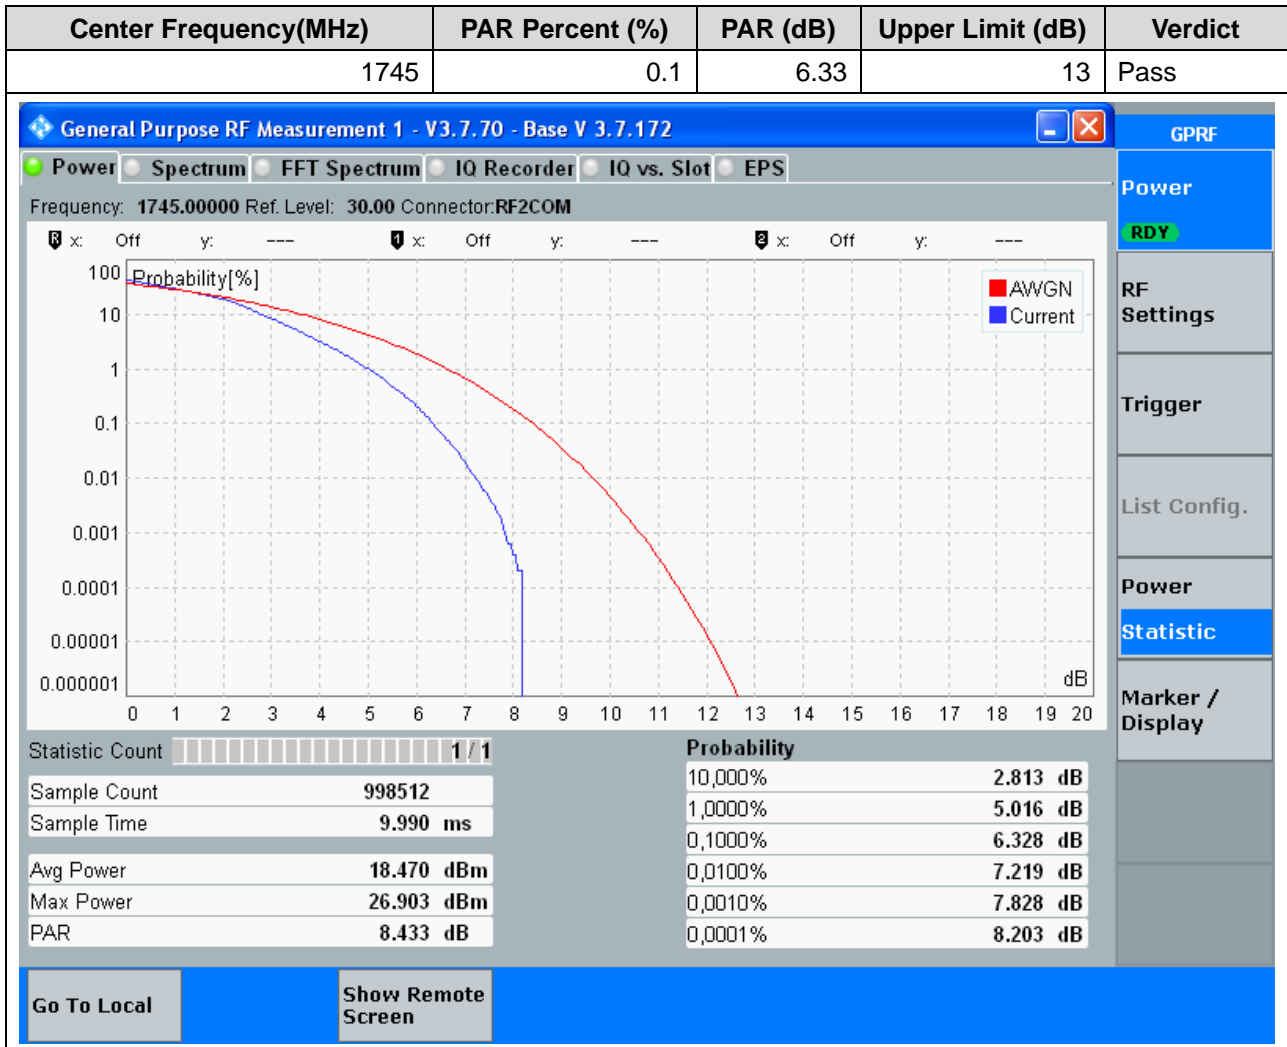 Center Frequency(MHz) PAR Percent (%) PAR (dB) Upper Limit (dB) Verdict
1745 0.1 6.33 13 Pass
General Purpose RF Measurement 1 - V3.7.70 - Base V 3.7.172
GPRF
Power Spectrum FFT Spectrum IQ Recorder IQ vs. Slot EPS
Power
RDY
Frequency: 1745.00000 Ref. Level: 30.00 Connector:RF2COM
R x: Off y: --- 1 x: Off y: --- 2 x: Off y: ---
Probability[%]
100
10
1
0.1
0.01
0.001
0.0001
0.00001
0.000001
AWGN
Current
dB
0 1 2 3 4 5 6 7 8 9 10 11 12 13 14 15 16 17 18 19 20
RF
Settings
Trigger
List Config.
Power
Statistic
Marker /
Display
Statistic Count 1 / 1
Sample Count 998512
Sample Time 9.990 ms
Avg Power 18.470 dBm
Max Power 26.903 dBm
PAR 8.433 dB
Probability
10,000% 2.813 dB
1,0000% 5.016 dB
0,1000% 6.328 dB
0,0100% 7.219 dB
0,0010% 7.828 dB
0,0001% 8.203 dB
Go To Local
Show Remote
Screen